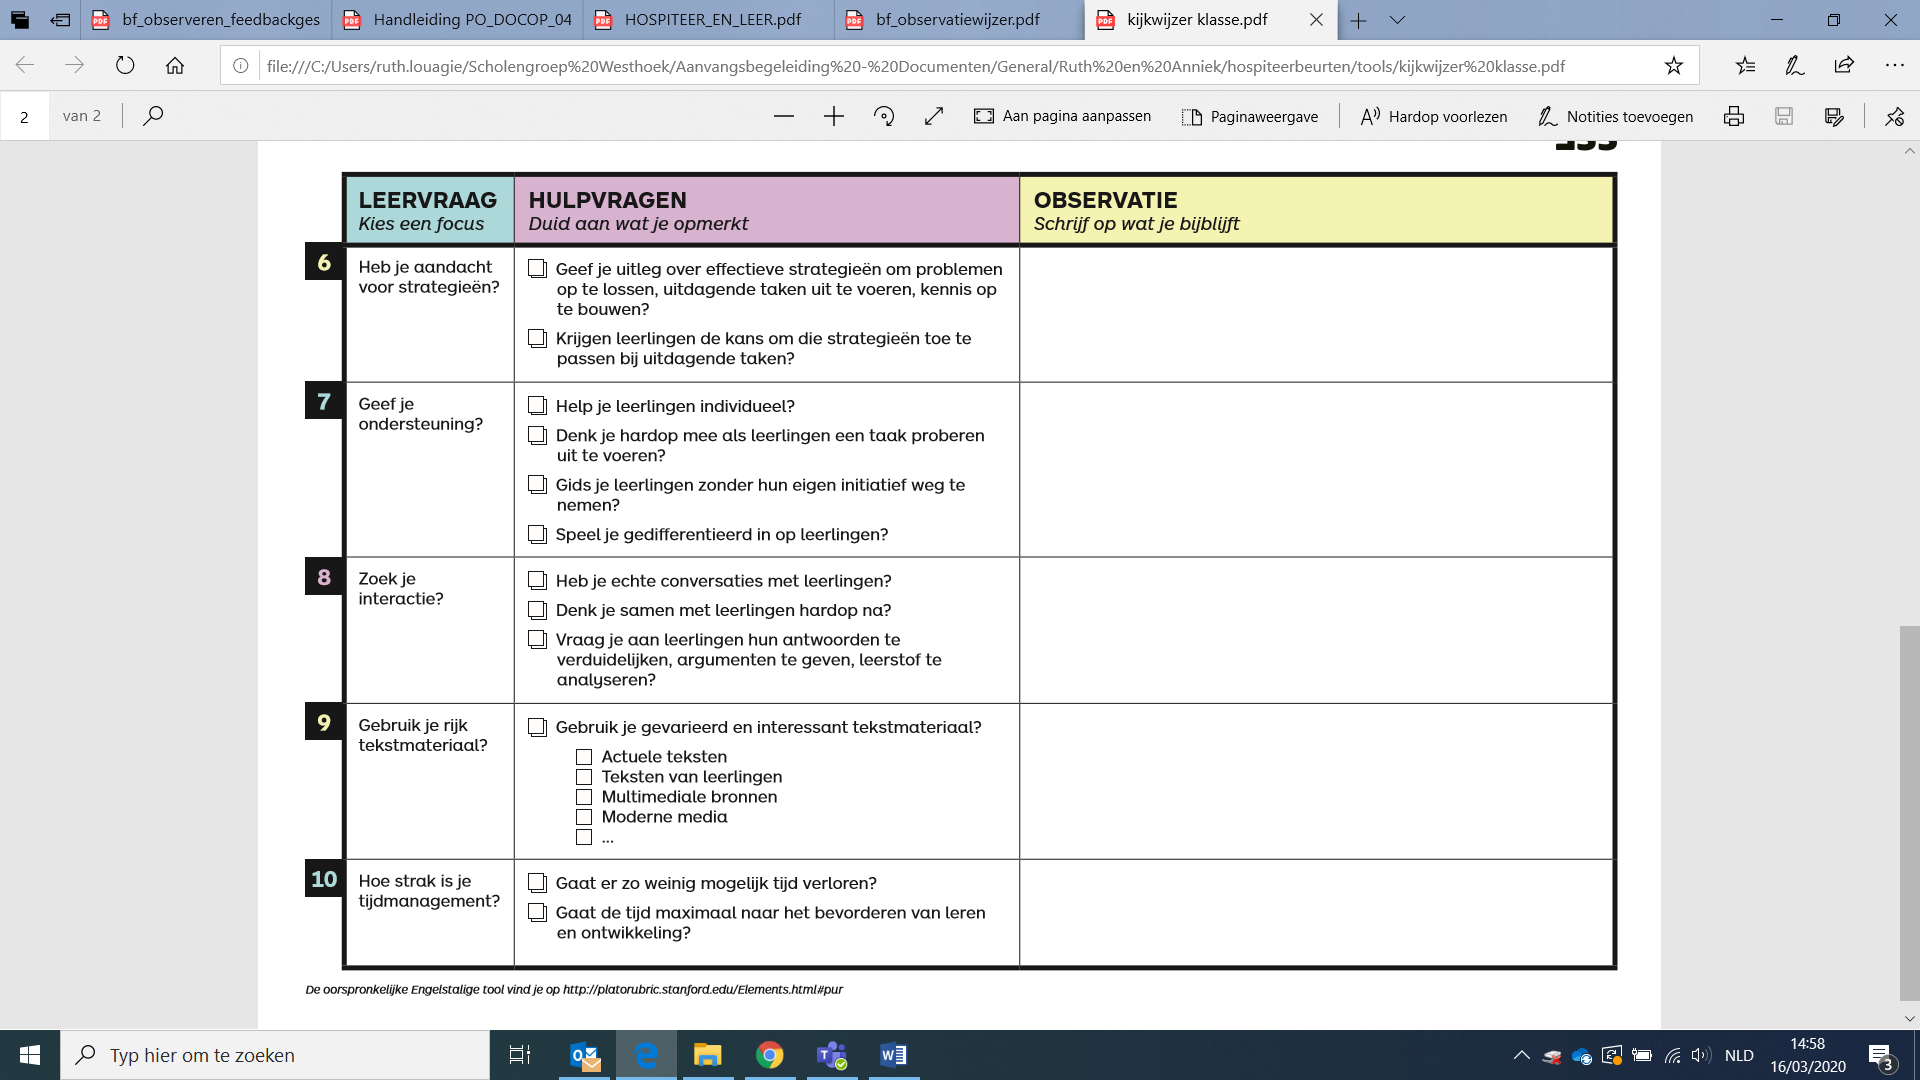 bf_observeren_feedbackges
Handleiding PO_DOCOP_04
HOSPITEER_EN_LEER.pdf
bf_observatiewijzer.pdf
kijkwijzer klasse.pdf
file:///C:/Users/ruth.louagie/Scholengroep%20Westhoek/Aanvangsbegeleiding%20-%20Documenten/General/Ruth%20en%20Anniek/hospiteerbeurten/tools/kijkwijzer%20klasse.pdf
2 van 2
Aan pagina aanpassen
Paginaweergave
Hardop voorlezen
Notities toevoegen
LEERVRAAG
Kies een focus
HULPVRAGEN
Duid aan wat je opmerkt
OBSERVATIE
Schrijf op wat je bijblijft
6
Heb je aandacht
voor strategieën?
Geef je uitleg over effectieve strategieën om problemen
op te lossen, uitdagende taken uit te voeren, kennis op
te bouwen?
Krijgen leerlingen de kans om die strategieën toe te
passen bij uitdagende taken?
7
Geef je
ondersteuning?
Help je leerlingen individueel?
Denk je hardop mee als leerlingen een taak proberen
uit te voeren?
Gids je leerlingen zonder hun eigen initiatief weg te
nemen?
Speel je gedifferentieerd in op leerlingen?
8
Zoek je
interactie?
Heb je echte conversaties met leerlingen?
Denk je samen met leerlingen hardop na?
Vraag je aan leerlingen hun antwoorden te
verduidelijken, argumenten te geven, leerstof te
analyseren?
9
Gebruik je rijk
tekstmateriaal?
Gebruik je gevarieerd en interessant tekstmateriaal?
Actuele teksten
Teksten van leerlingen
Multimediale bronnen
Moderne media
...
10
Hoe strak is je
tijdmanagement?
Gaat er zo weinig mogelijk tijd verloren?
Gaat de tijd maximaal naar het bevorderen van leren
en ontwikkeling?
De oorspronkelijke Engelstalige tool vind je op http://platorubric.stanford.edu/Elements.html#pur
Typ hier om te zoeken
NLD
14:58
16/03/2020
3